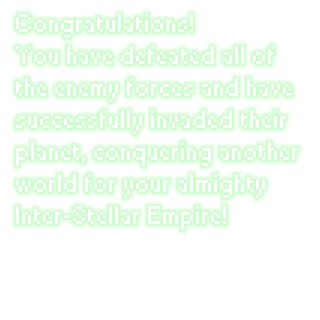 Congratulations!
You have defeated all of
the enemy forces and have
successfully invaded their
planet, conquering another
world for your almighty
Inter-Stellar Empire!